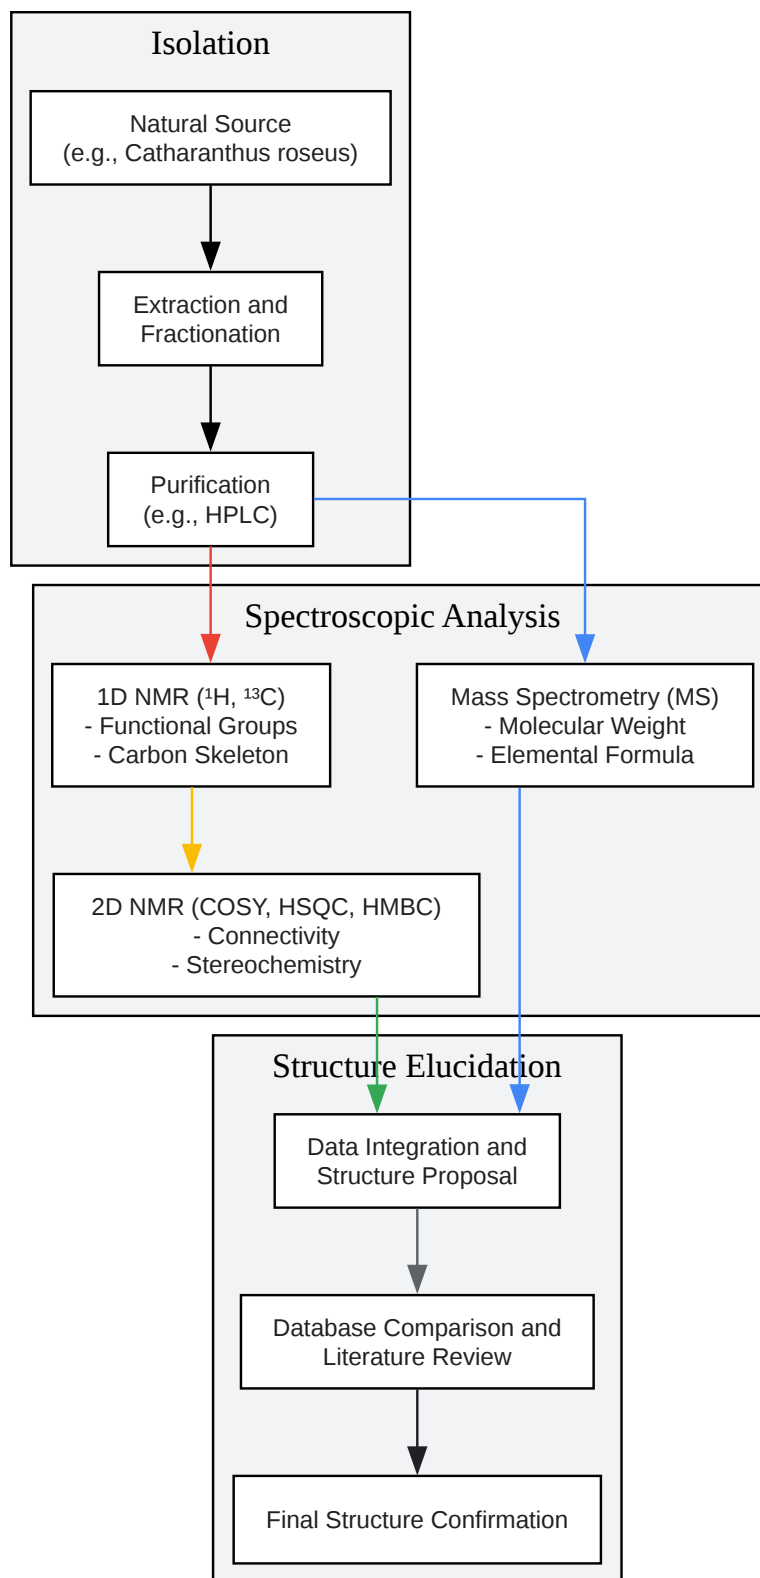 Isolation
Natural Source
(e.g., Catharanthus roseus)
Extraction and
Fractionation
Purification
(e.g., HPLC)
Spectroscopic Analysis
1D NMR (¹H, ¹³C)
- Functional Groups
- Carbon Skeleton
Mass Spectrometry (MS)
- Molecular Weight
- Elemental Formula
2D NMR (COSY, HSQC, HMBC)
- Connectivity
- Stereochemistry
Structure Elucidation
Data Integration and
Structure Proposal
Database Comparison and
Literature Review
Final Structure Confirmation